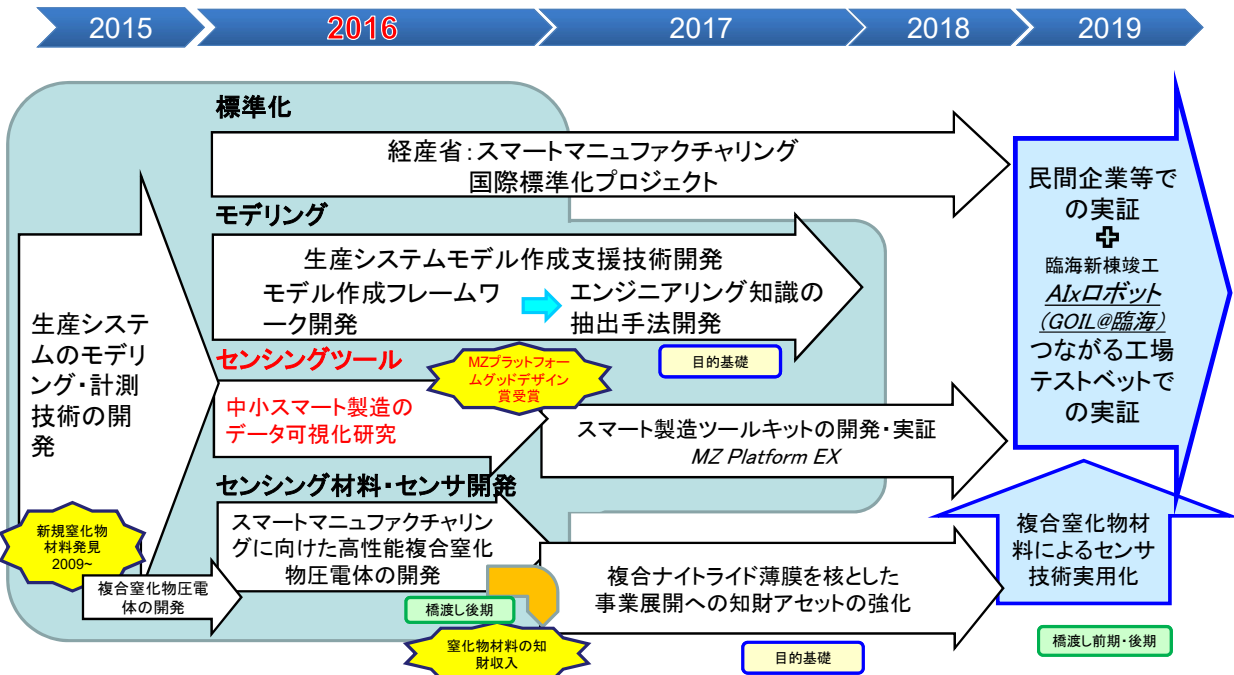 2015
2016
2017
2018
2019
標準化
経産省：スマートマニュファクチャリング
国際標準化プロジェクト
モデリング
生産システムモデル作成支援技術開発
モデル作成フレームワ
ーク開発
エンジニアリング知識の
抽出手法開発
生産システ
ムのモデリ
ング・計測
技術の開
発
センシングツール
MZプラットフォー
ムグッドデザイン
賞受賞
目的基礎
中小スマート製造の
データ可視化研究
スマート製造ツールキットの開発・実証
MZ Platform EX
センシング材料・センサ開発
スマートマニュファクチャリン
グに向けた高性能複合窒化
物圧電体の開発
新規窒化物
材料発見
2009~
複合窒化物圧電
体の開発
橋渡し後期
窒化物材料の知
財収入
複合ナイトライド薄膜を核とした
事業展開への知財アセットの強化
目的基礎
民間企業等で
の実証
臨海新棟竣工
AIxロボット
(GOIL@臨海)
つながる工場
テストベットで
の実証
複合窒化物材
料によるセンサ
技術実用化
橋渡し前期・後期